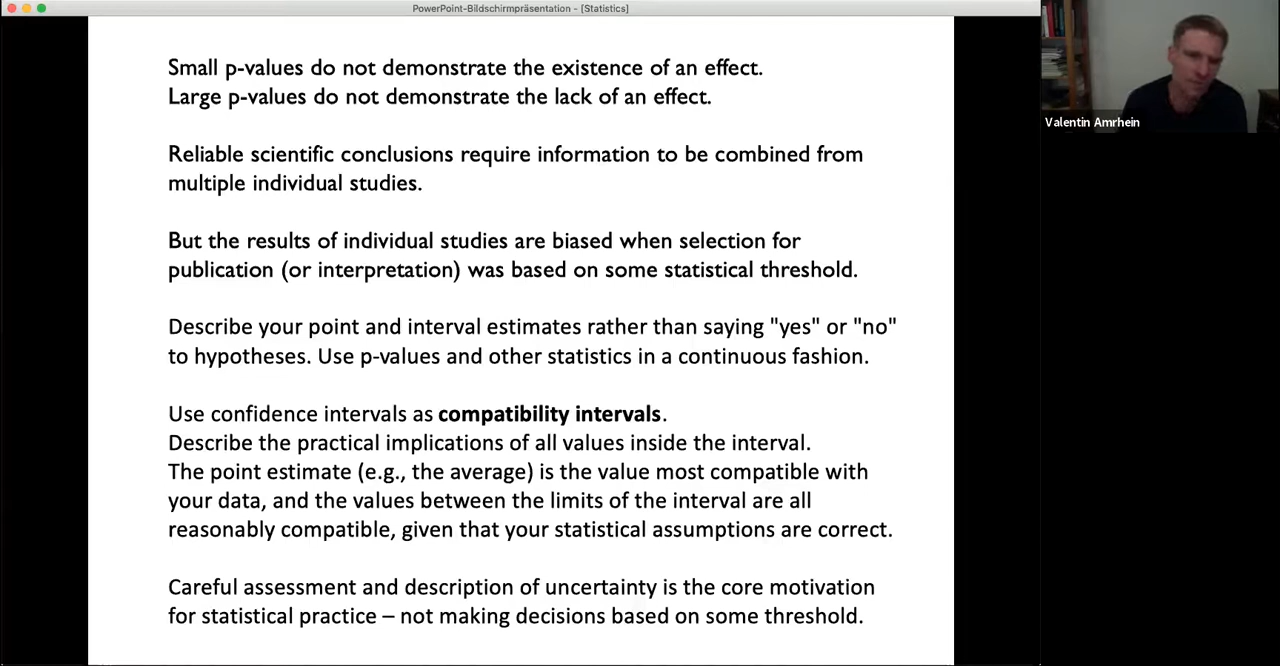 PowerPoint-Bildschirmpräsentation - [Statistics]
Small p-values do not demonstrate the existence of an effect.
Large p-values do not demonstrate the lack of an effect.
Reliable scientific conclusions require information to be combined from
multiple individual studies.
But the results of individual studies are biased when selection for
publication (or interpretation) was based on some statistical threshold.
Describe your point and interval estimates rather than saying "yes" or "no"
to hypotheses. Use p-values and other statistics in a continuous fashion.
Use confidence intervals as compatibility intervals.
Describe the practical implications of all values inside the interval.
The point estimate (e.g., the average) is the value most compatible with
your data, and the values between the limits of the interval are all
reasonably compatible, given that your statistical assumptions are correct.
Careful assessment and description of uncertainty is the core motivation
for statistical practice – not making decisions based on some threshold.
Valentin Amrhein